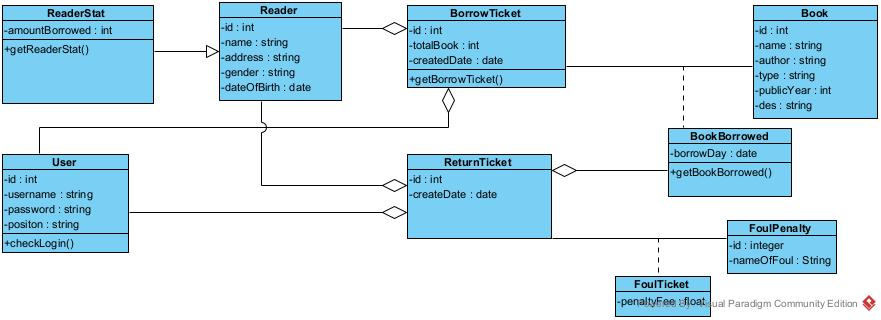 ReaderStat
-amountBorrowed : int
+getReaderStat()
Reader
-id : int
-name : string
-address : string
-gender : string
-dateOfBirth : date
BorrowTicket
-id : int
-totalBook : int
-createdDate : date
+getBorrowTicket()
Book
-id : int
-name : string
-author : string
-type : string
-publicYear : int
-des : string
BookBorrowed
-borrowDay : date
+getBookBorrowed()
User
-id : int
-username : string
-password : string
-positon : string
+checkLogin()
ReturnTicket
-id : int
-createDate : date
FoulPenalty
-id : integer
-nameOfFoul : String
FoulTicket
-penaltyFee : float
Powered By Visual Paradigm Community Edition